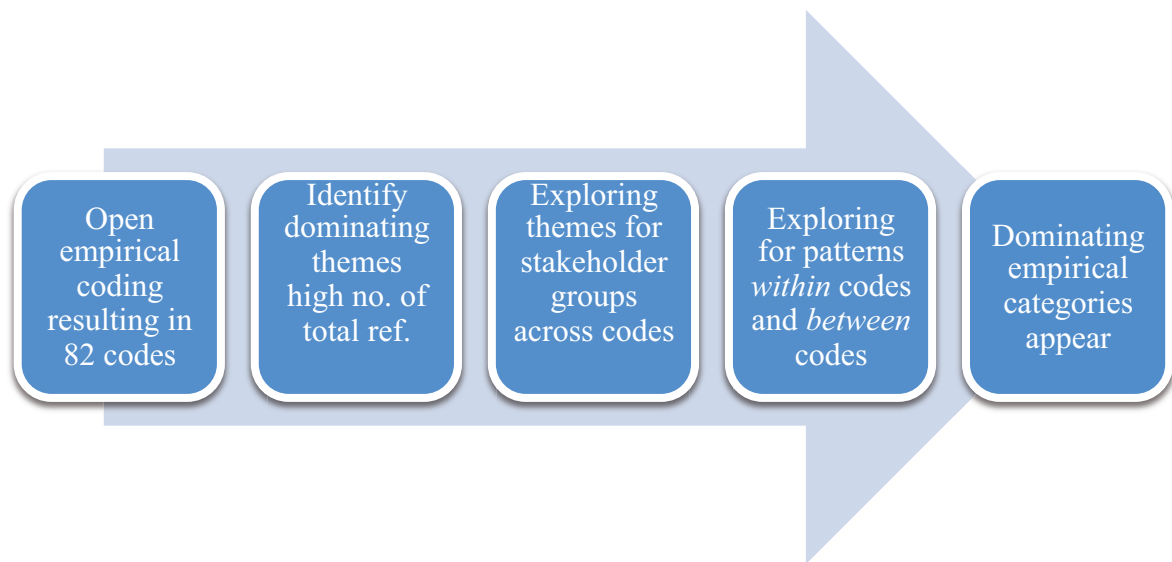 Open
empirical
coding
resulting in
82 codes
Identify
dominating
themes
high no. of
total ref.
Exploring
themes for
stakeholder
groups
across codes
Exploring
for patterns
within codes
and between
codes
Dominating
empirical
categories
appear